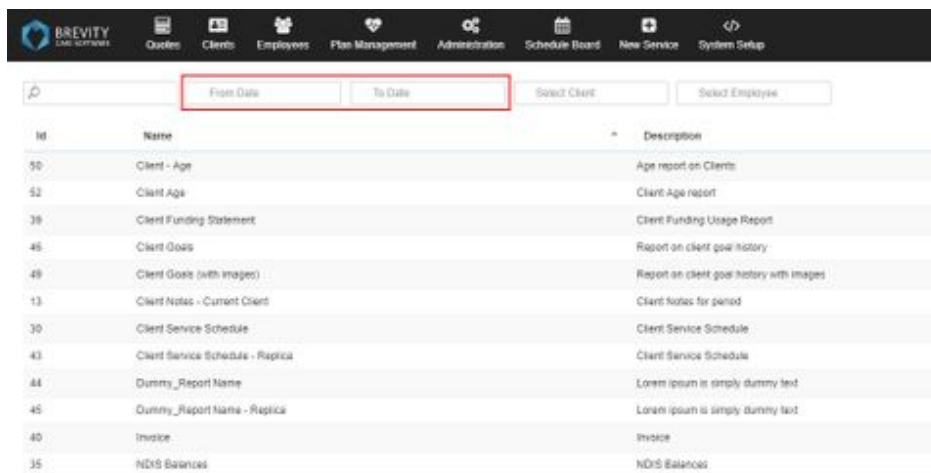 BREVITY
CARE SOFTWARE
Quotes Clients Employees Plan Management Administration Schedule Board New Service System Setup
From Date To Date Select Client Select Employee
Id Name Description
50 Client - Age Age report on Clients
52 Client Age Client Age report
39 Client Funding Statement Client Funding Usage Report
46 Client Goals Report on client goal history
49 Client Goals (with images) Report on client goal history with images
13 Client Notes - Current Client Client Notes for period
30 Client Service Schedule Client Service Schedule
43 Client Service Schedule - Replica Client Service Schedule
44 Dummy_Report Name Lorem ipsum is simply dummy text
45 Dummy_Report Name - Replica Lorem ipsum is simply dummy text
40 Invoice Invoice
35 NDIS Balances NDIS Balances